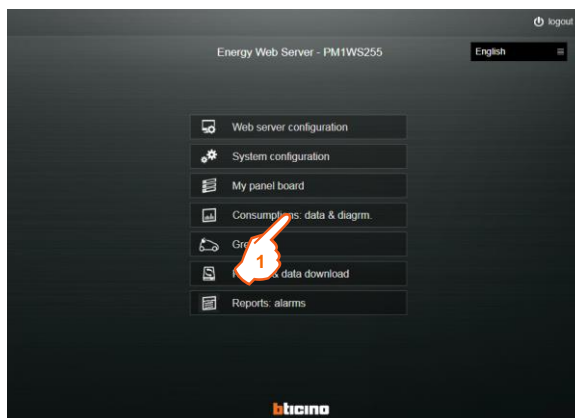 logout
Energy Web Server - PM1WS255
English
Web server configuration
System configuration
My panel board
Consumptions: data & diagrm.
1
& data download
Reports: alarms
bticino